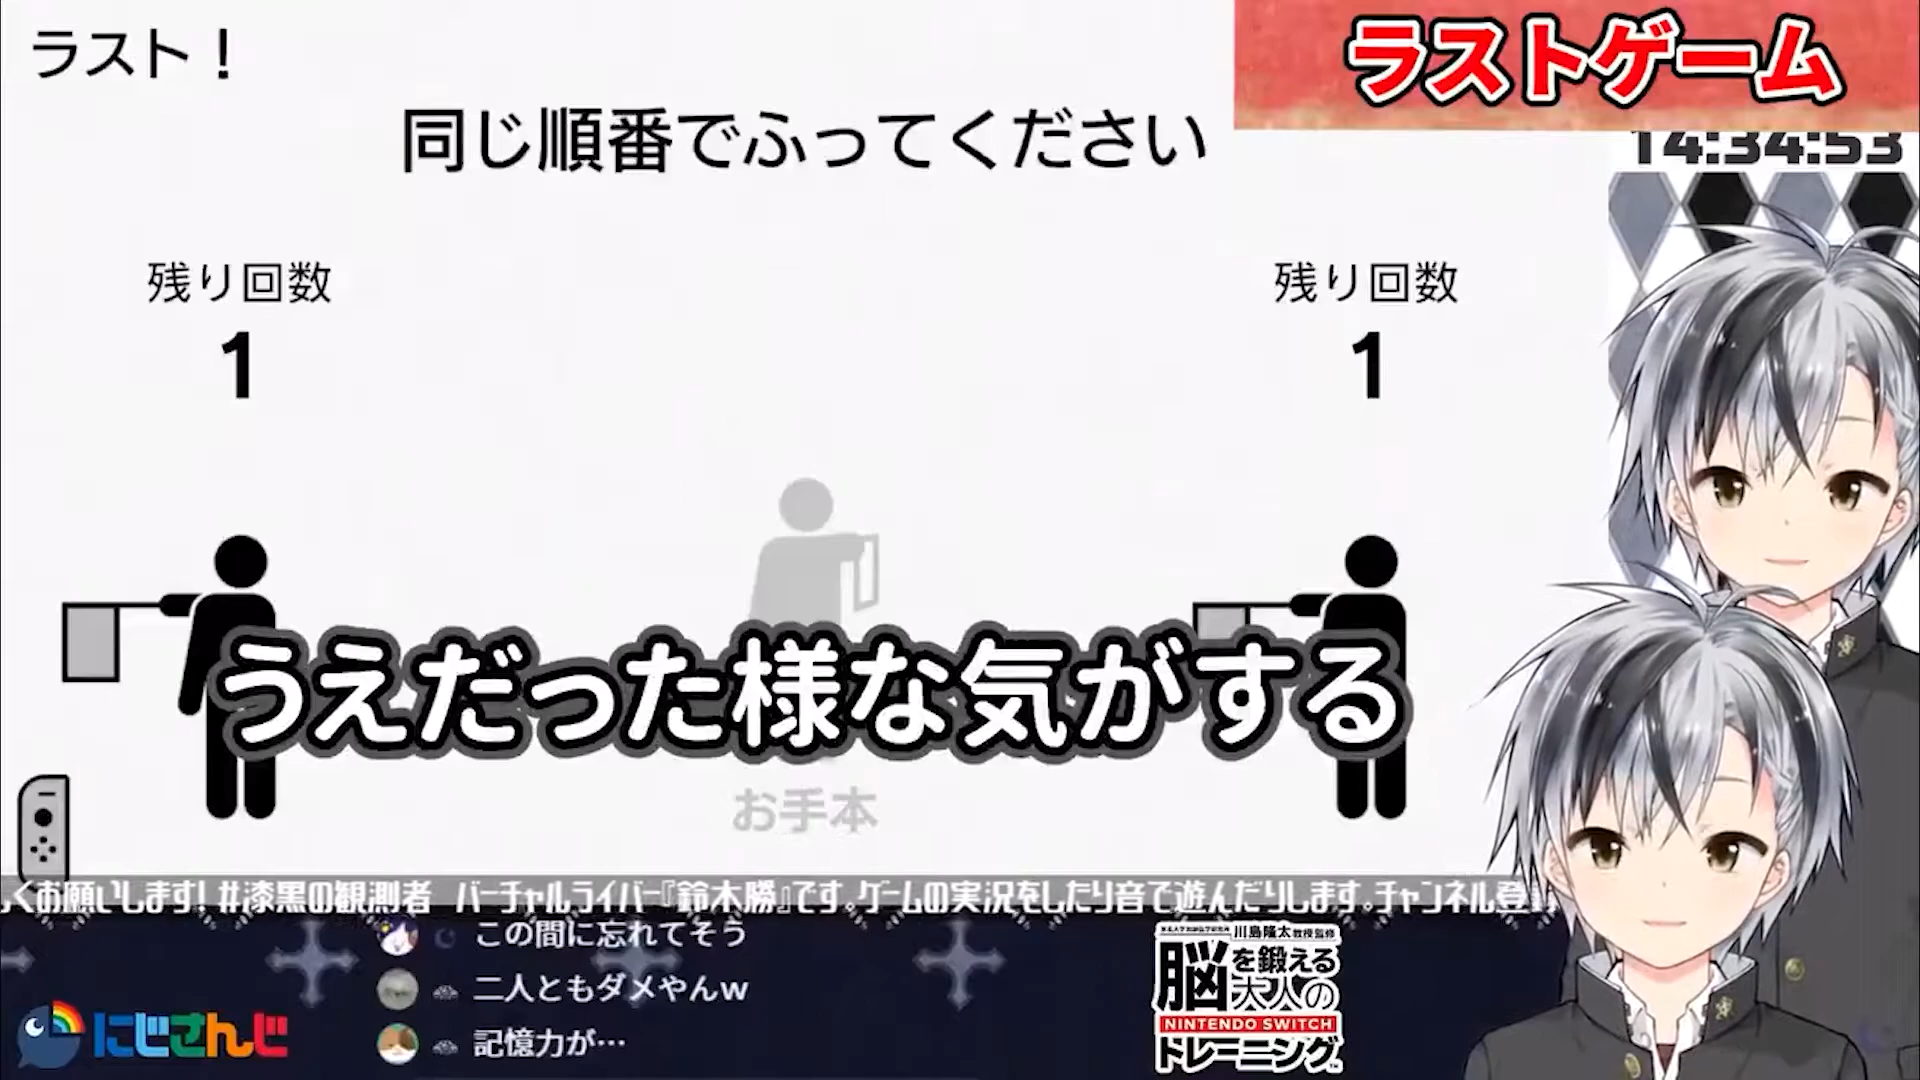 ラスト！
ラストゲーム
同じ順番でふってください
14:34:53
残り回数
残り回数
1
1
うえだった様な気がする
お手本
くお願いします！#漆黒の観測者 バーチャルライバー『鈴木勝』です。ゲームの実況をしたり音で遊んだりします。チャンネル登
この間に忘れてそう
二人ともダメやんw
記憶力が…
にじさんじ
川島隆太教授監修
脳を鍛える
大人の
NINTENDO SWITCH
トレーニング